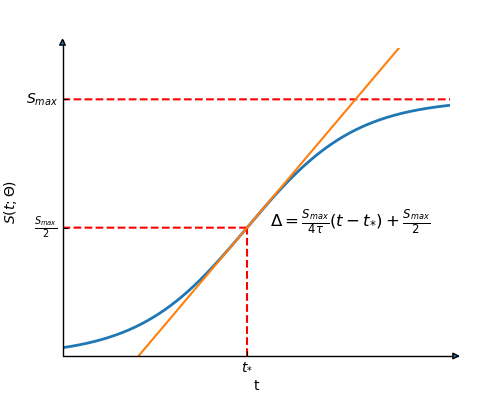 S_max
S(t; Θ)
S_max/2
Δ = S_max/4τ (t − t_*) + S_max/2
t_*
t